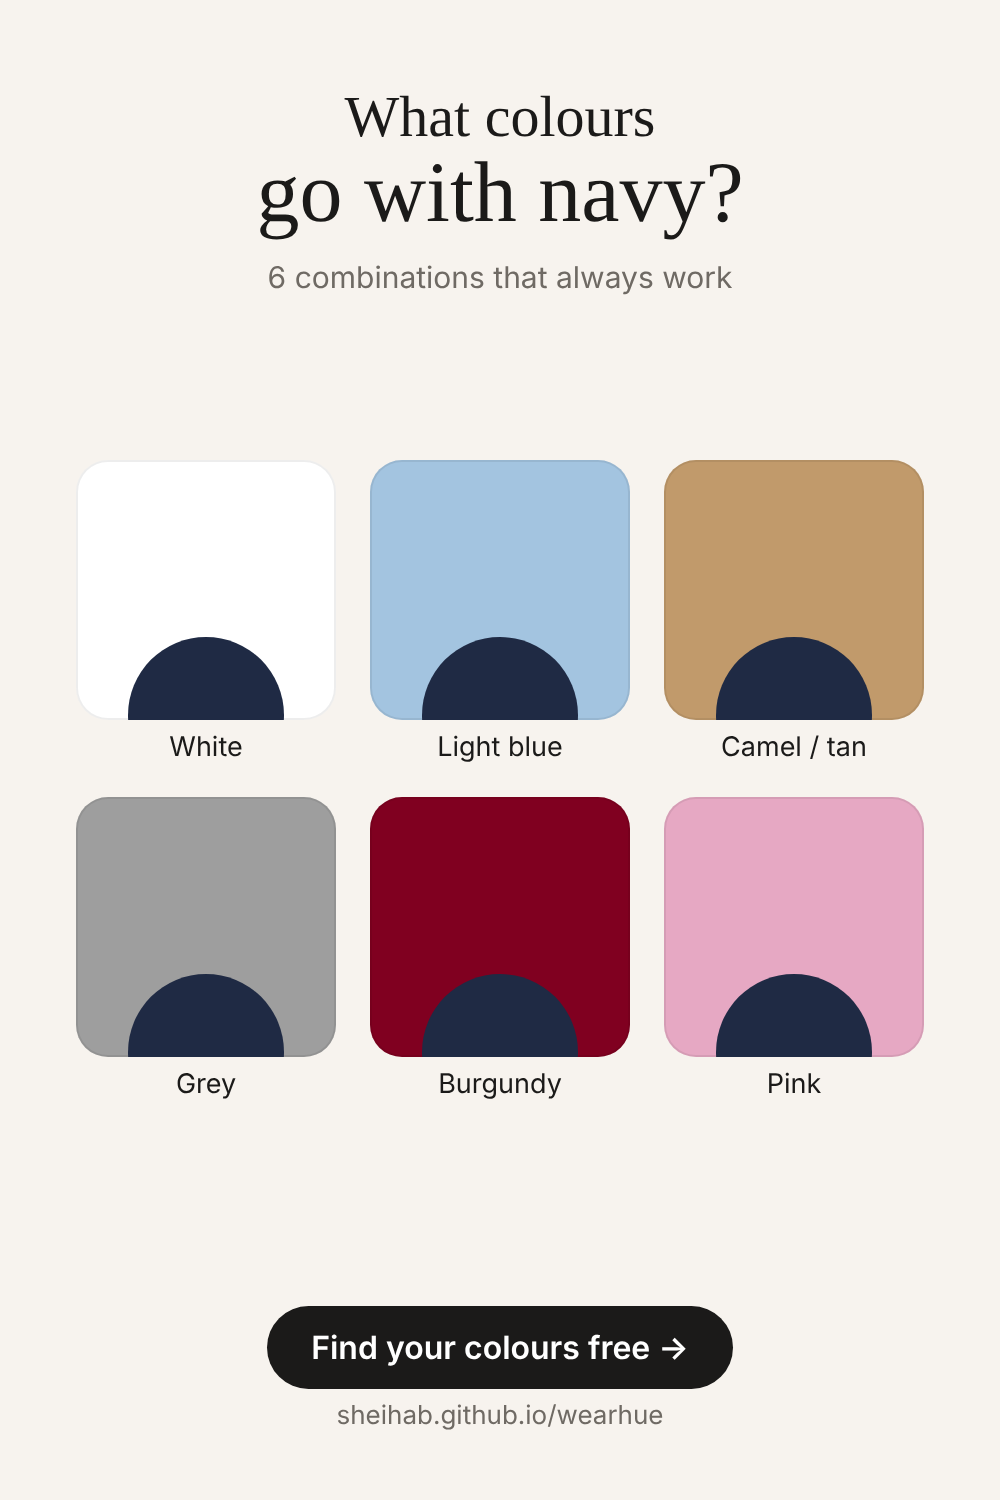 What colours
go with navy?
6 combinations that always work
White
Light blue
Camel / tan
Grey
Burgundy
Pink
Find your colours free →
sheihab.github.io/wearhue